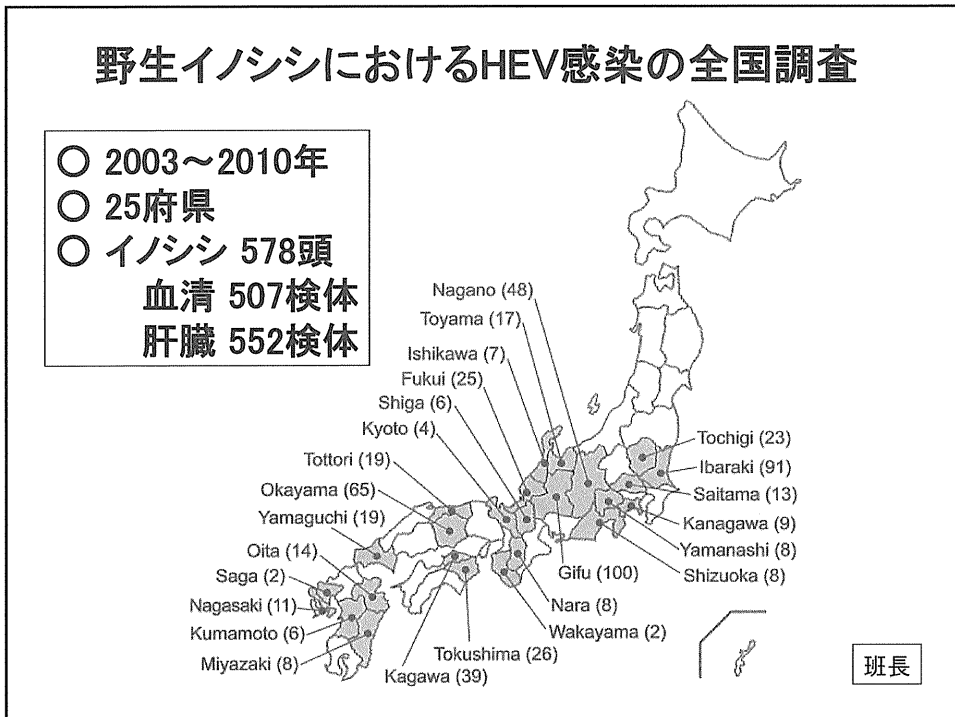 野生イノシシにおけるHEV感染の全国調査
○ 2003～2010年
○ 25府県
○ イノシシ 578頭
血清 507検体
肝臓 552検体
Nagano (48)
Toyama (17)
Ishikawa (7)
Fukui (25)
Shiga (6)
Kyoto (4)
Tottori (19)
Okayama (65)
Yamaguchi (19)
Oita (14)
Saga (2)
Nagasaki (11)
Kumamoto (6)
Miyazaki (8)
Kagawa (39)
Tokushima (26)
Wakayama (2)
Nara (8)
Gifu (100)
Tochigi (23)
Ibaraki (91)
Saitama (13)
Kanagawa (9)
Yamanashi (8)
Shizuoka (8)
班長